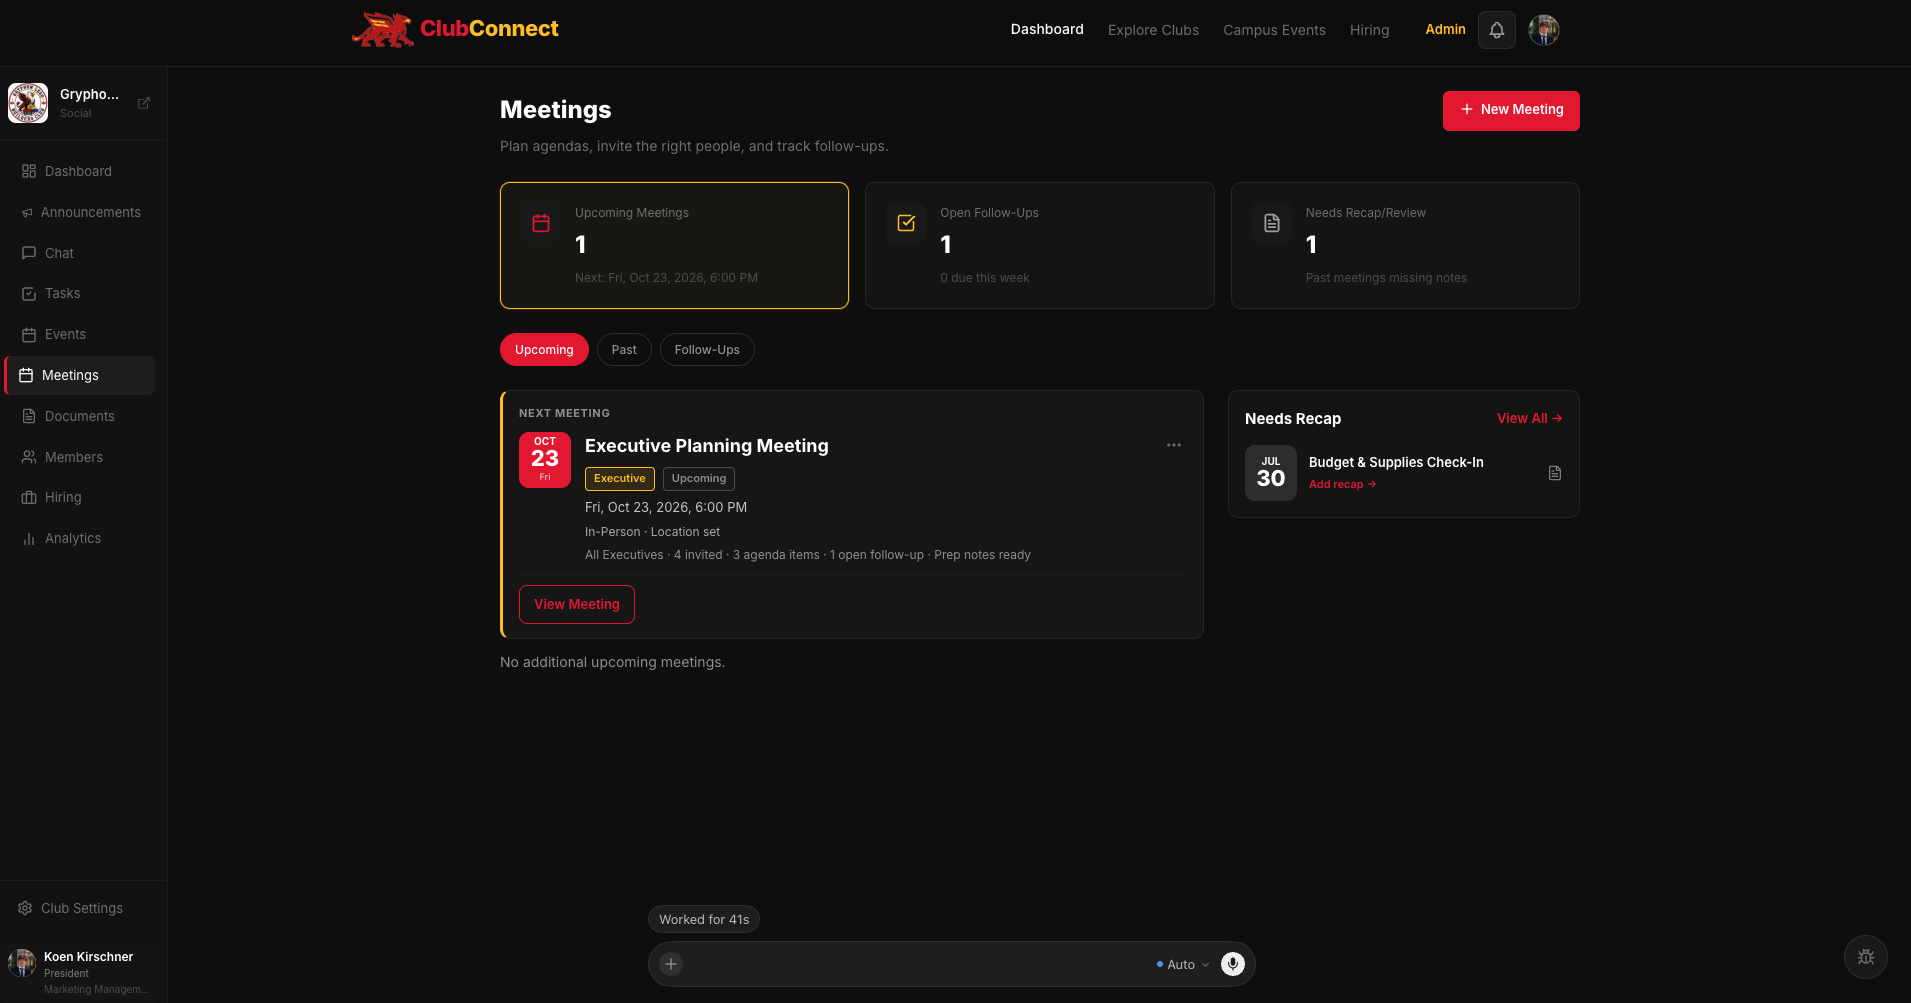 ClubConnect
Dashboard
Explore Clubs
Campus Events
Hiring
Admin
Grypho...
Social
Dashboard
Announcements
Chat
Tasks
Events
Meetings
Documents
Members
Hiring
Analytics
Club Settings
Koen Kirschner
President
Marketing Managem...
Meetings
Plan agendas, invite the right people, and track follow-ups.
+ New Meeting
Upcoming Meetings
1
Next: Fri, Oct 23, 2026, 6:00 PM
Open Follow-Ups
1
0 due this week
Needs Recap/Review
1
Past meetings missing notes
Upcoming
Past
Follow-Ups
NEXT MEETING
OCT
23
Fri
Executive Planning Meeting
Executive
Upcoming
Fri, Oct 23, 2026, 6:00 PM
In-Person · Location set
All Executives · 4 invited · 3 agenda items · 1 open follow-up · Prep notes ready
View Meeting
No additional upcoming meetings.
Needs Recap
View All →
JUL
30
Budget & Supplies Check-In
Add recap →
Worked for 41s
Auto